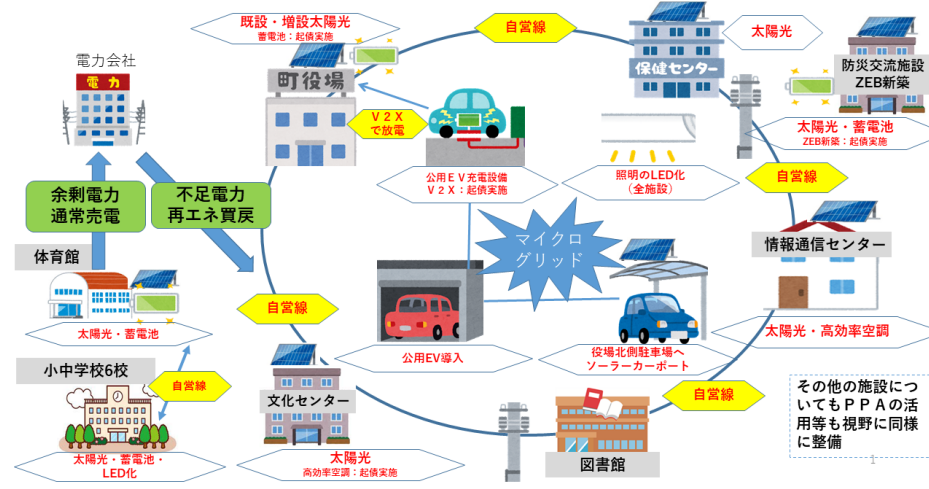 既設・増設太陽光
蓄電池：起債実施
自営線
太陽光
電力会社
電力
町役場
保健センター
防災交流施設
ZEB新築
V２X
で放電
太陽光・蓄電池
ZEB新築：起債実施
公用ＥＶ充電設備
Ｖ２Ｘ：起債実施
照明のLED化
（全施設）
自営線
余剰電力
通常売電
不足電力
再エネ買戻
マイクロ
グリッド
情報通信センター
体育館
太陽光・蓄電池
自営線
太陽光・高効率空調
公用EV導入
役場北側駐車場へ
ソーラーカーポート
小中学校6校
自営線
文化センター
自営線
その他の施設につ
いてもＰＰＡの活
用等も視野に同様
に整備
1
太陽光・蓄電池・
LED化
太陽光
高効率空調：起債実施
図書館